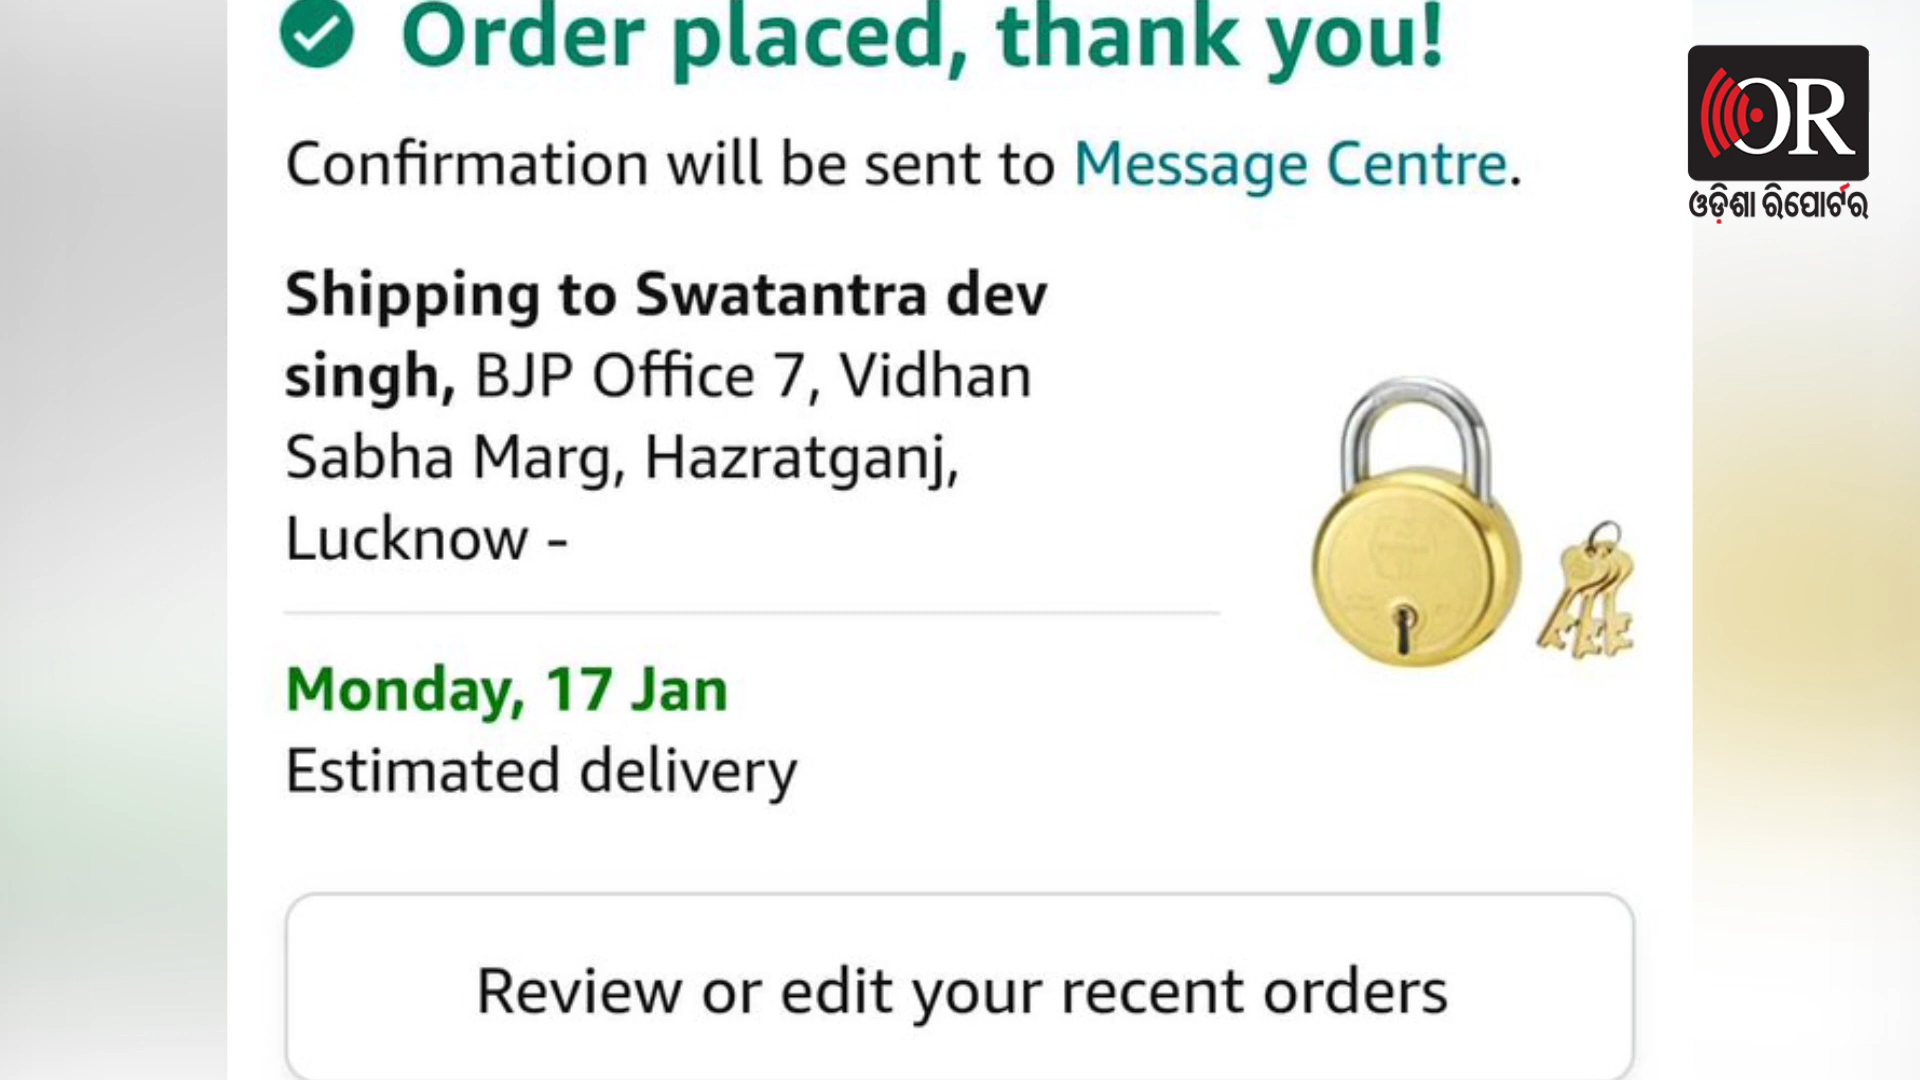 Order placed, thank you!
Confirmation will be sent to Message Centre.
Shipping to Swatantra dev
singh, BJP Office 7, Vidhan
Sabha Marg, Hazratganj,
Lucknow -
Monday, 17 Jan
Estimated delivery
Review or edit your recent orders
OR
ଓଡ଼ିଶା ରିପୋର୍ଟର